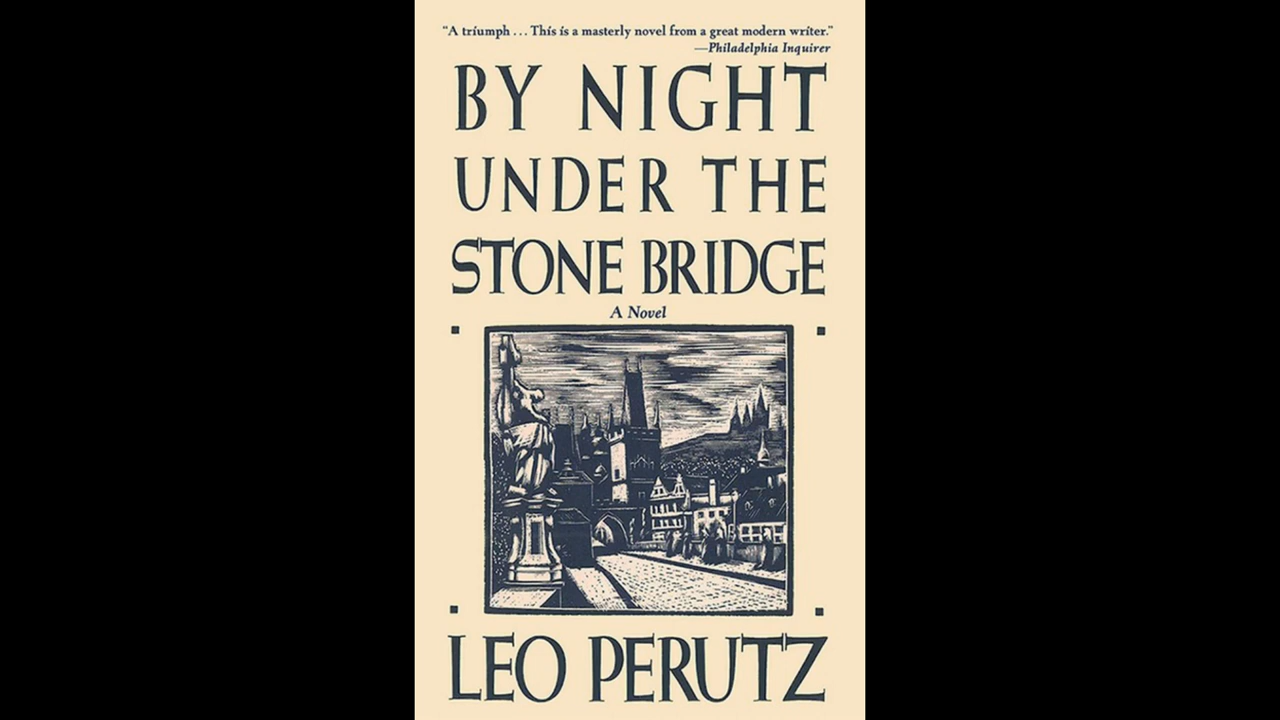 “A triumph . . . This is a masterly novel from a great modern writer.”
—Philadelphia Inquirer
BY NIGHT
UNDER THE
STONE BRIDGE
A Novel
LEO PERUTZ